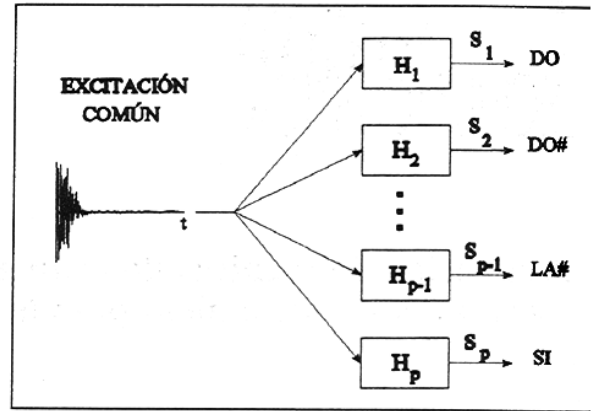 EXCITACIÓN
COMÚN
t
H1 S1 DO
H2 S2 DO#
Hp-1 Sp-1 LA#
Hp Sp SI